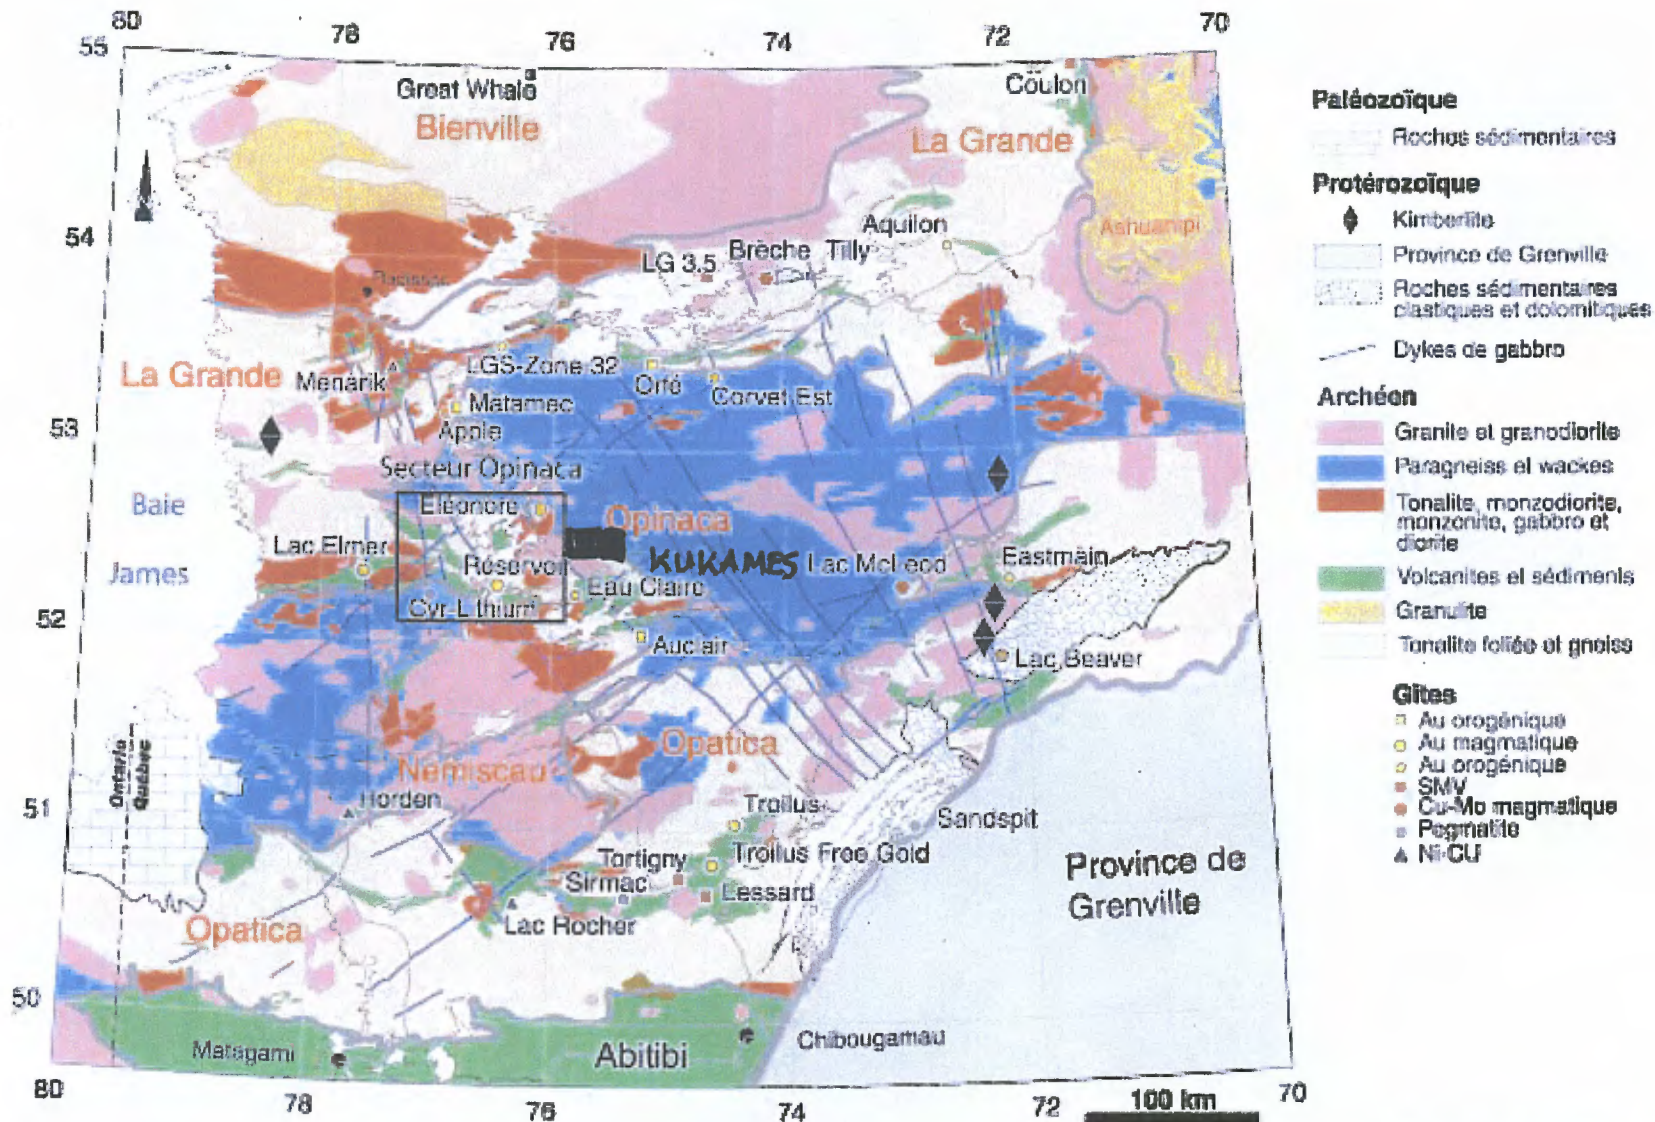 80
78
76
74
72
70
55
Great Whale
Coulon
Bienville
La Grande
54
Aquilon
Ashuanipi
LG 3.5
Brèche
Tilly
La Grande
Menarik
LGS-Zone 32
Orfé
Corvet Est
Matamec
53
Apple
Secteur Opinaca
Baie
Eléonore
Opinaca
Lac Elmer
KUKAMES
Lac McLeod
Eastmain
James
Réservoir
Eau Claire
52
Cyr-Lithium
Auclair
Lac Beaver
Opatica
Nemiscau
Ontario
Québec
51
Horden
Troilus
Sandspit
Tortigny
Troilus Free Gold
Province de
Grenville
Sirmac
Lessard
Opatica
Lac Rocher
50
Matagami
Abitibi
Chibougamau
80
78
76
74
72
70
100 km
Paléozoïque
Roches sédimentaires
Protérozoïque
Kimberlite
Province de Grenville
Roches sédimentaires
clastiques et dolomitiques
Dykes de gabbro
Archéen
Granite et granodiorite
Paragneiss et wackes
Tonalite, monzodiorite,
monzonite, gabbro et
diorite
Volcanites et sédiments
Granulite
Tonalite foliée et gneiss
Gîtes
Au orogénique
Au magmatique
Au orogénique
SMV
Cu-Mo magmatique
Pegmatite
Ni-CU